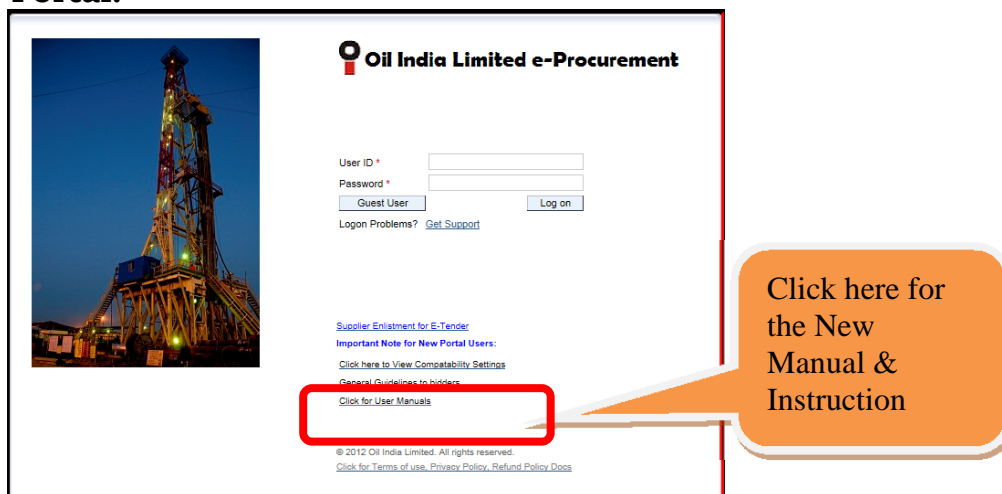 Portal.
Oil India Limited e-Procurement
User ID *
Password *
Guest User Log on
Logon Problems? Get Support
Supplier Enlistment for E-Tender
Important Note for New Portal Users:
Click here to View Compatability Settings
General Guidelines to bidders
Click for User Manuals
® 2012 Oil India Limited. All rights reserved.
Click for Terms of use, Privacy Policy, Refund Policy Docs
Click here for
the New
Manual &
Instruction